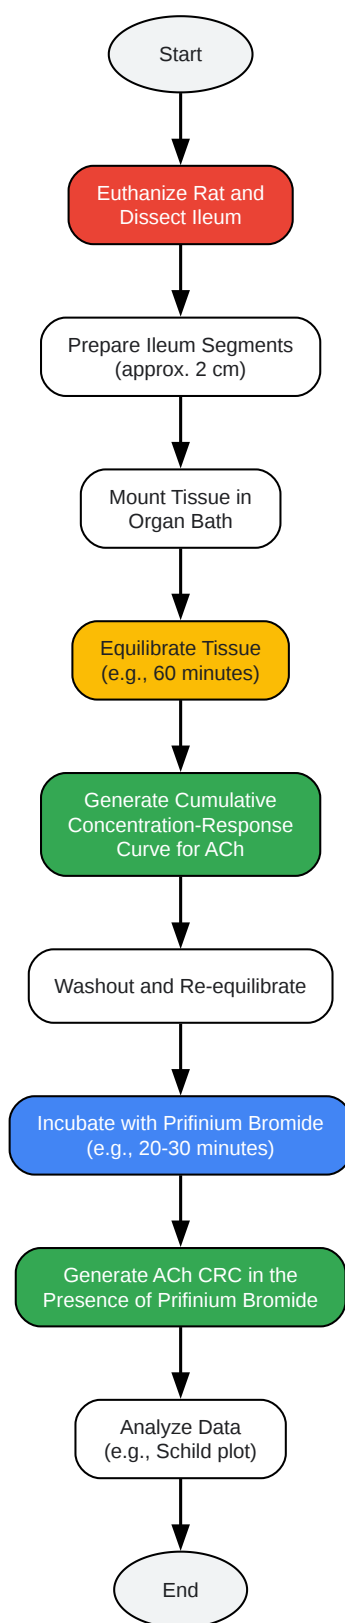 Start
Euthanize Rat and
Dissect Ileum
Prepare Ileum Segments
(approx. 2 cm)
Mount Tissue in
Organ Bath
Equilibrate Tissue
(e.g., 60 minutes)
Generate Cumulative
Concentration-Response
Curve for ACh
Washout and Re-equilibrate
Incubate with Prifinium Bromide
(e.g., 20-30 minutes)
Generate ACh CRC in the
Presence of Prifinium Bromide
Analyze Data
(e.g., Schild plot)
End